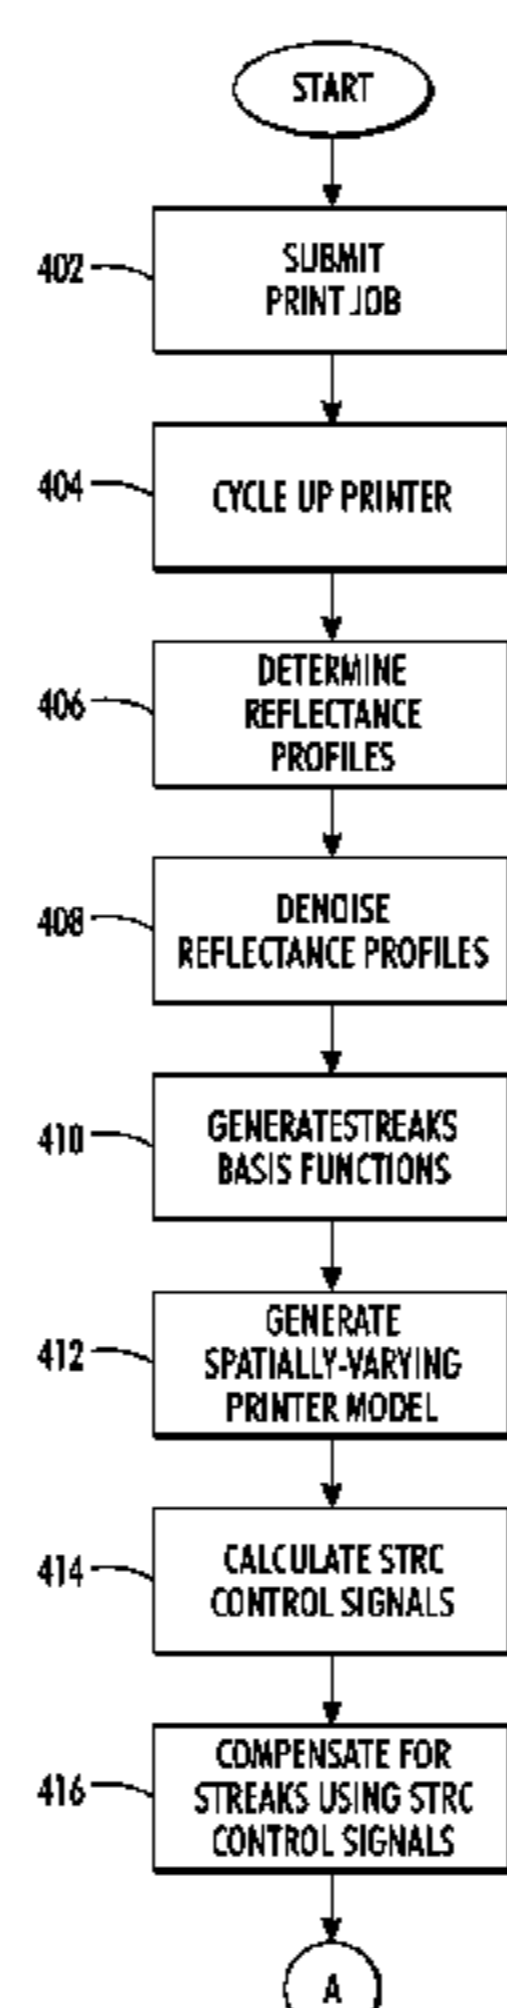 START
402
SUBMIT
PRINT JOB
404
CYCLE UP PRINTER
406
DETERMINE
REFLECTANCE
PROFILES
408
DENOISE
REFLECTANCE PROFILES
410
GENERATESTREAKS
BASIS FUNCTIONS
412
GENERATE
SPATIALLY-VARYING
PRINTER MODEL
414
CALCULATE STRC
CONTROL SIGNALS
416
COMPENSATE FOR
STREAKS USING STRC
CONTROL SIGNALS
A